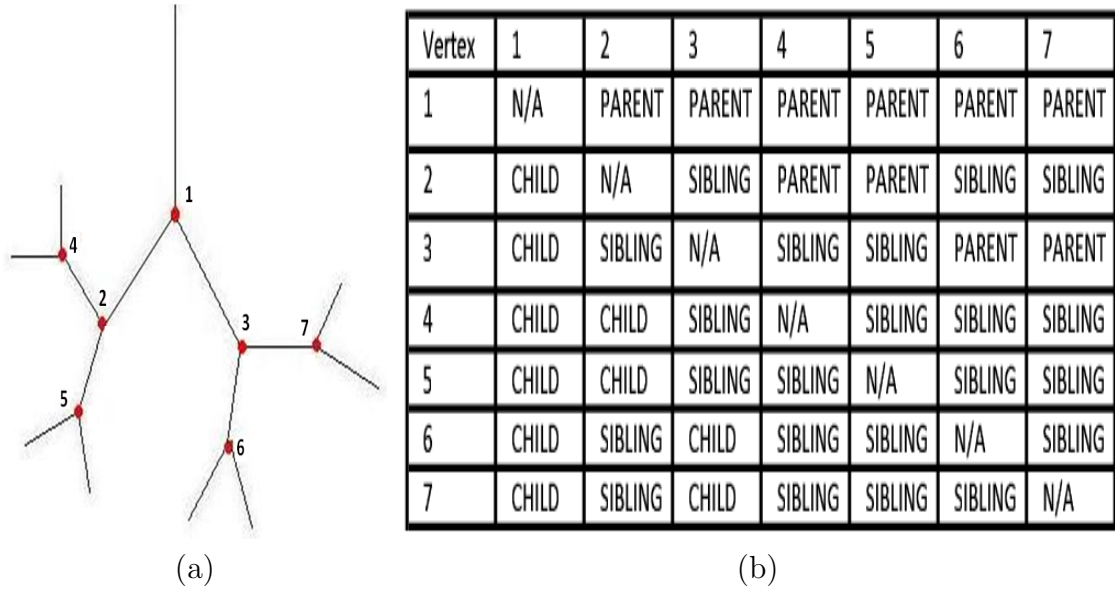 1
4
2
3
7
5
6
(a)
Vertex 1 2 3 4 5 6 7
1 N/A PARENT PARENT PARENT PARENT PARENT PARENT
2 CHILD N/A SIBLING PARENT PARENT SIBLING SIBLING
3 CHILD SIBLING N/A SIBLING SIBLING PARENT PARENT
4 CHILD CHILD SIBLING N/A SIBLING SIBLING SIBLING
5 CHILD CHILD SIBLING SIBLING N/A SIBLING SIBLING
6 CHILD SIBLING CHILD SIBLING SIBLING N/A SIBLING
7 CHILD SIBLING CHILD SIBLING SIBLING SIBLING N/A
(b)